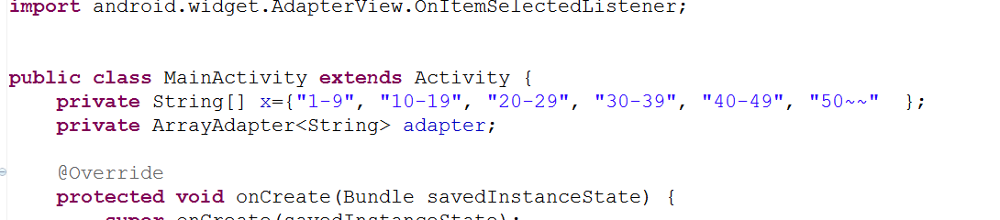 import android.widget.AdapterView.OnItemSelectedListener;
public class MainActivity extends Activity {
private String[] x={"1-9", "10-19", "20-29", "30-39", "40-49", "50~~"  };
private ArrayAdapter<String> adapter;
@Override
protected void onCreate(Bundle savedInstanceState) {
super.onCreate(savedInstanceState);